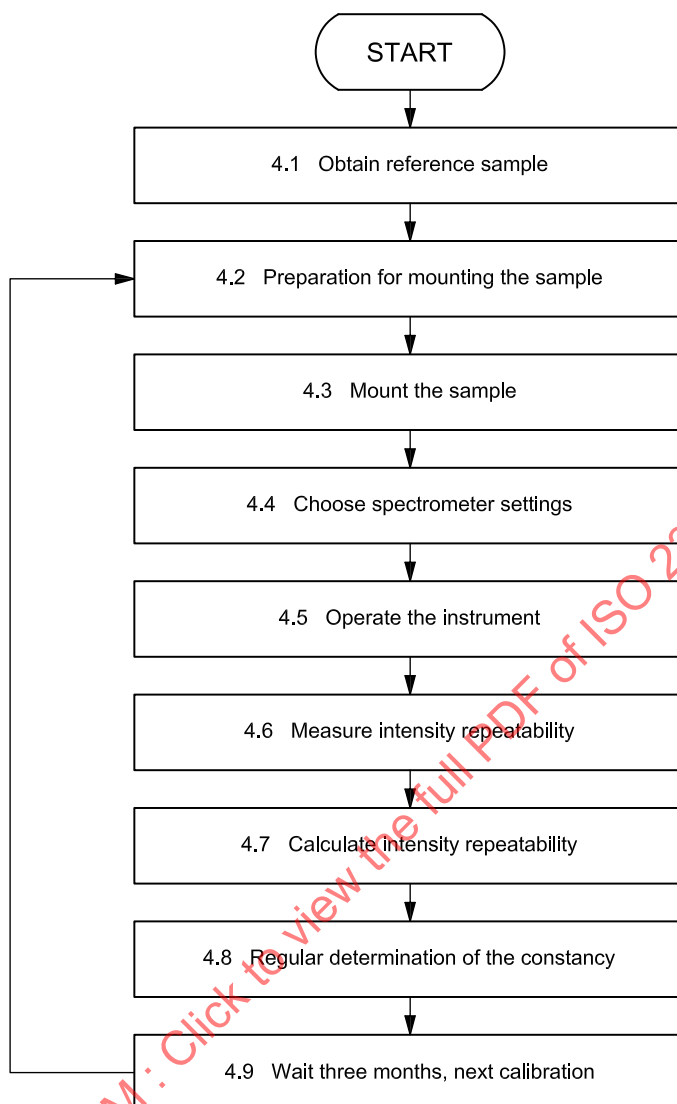 START
4.1 Obtain reference sample
4.2 Preparation for mounting the sample
4.3 Mount the sample
4.4 Choose spectrometer settings
4.5 Operate the instrument
4.6 Measure intensity repeatability
4.7 Calculate intensity repeatability
4.8 Regular determination of the constancy
4.9 Wait three months, next calibration
M : Click to view the full PDF of ISO